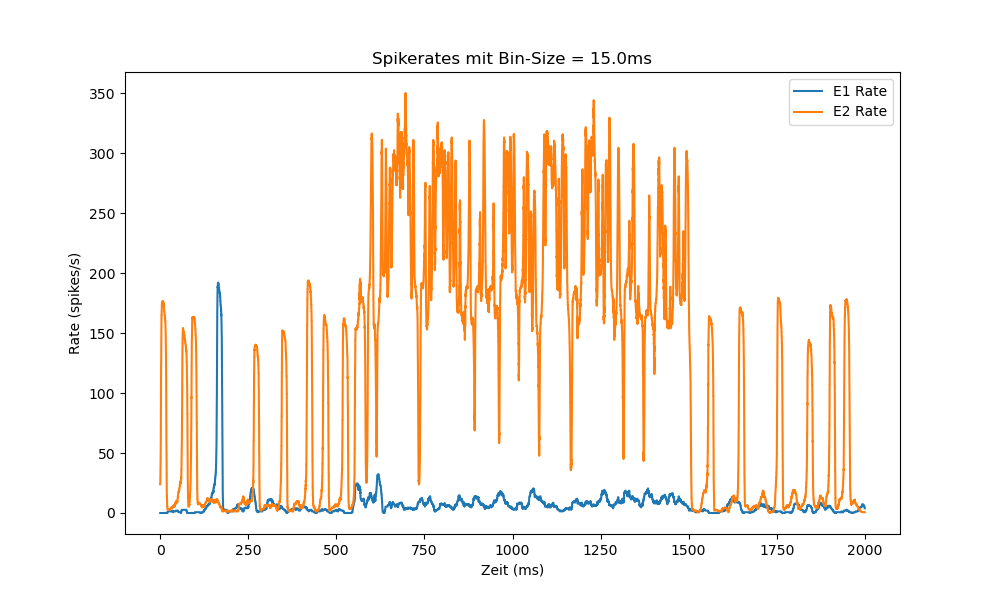 Spikerates mit Bin-Size = 15.0ms
E1 Rate
E2 Rate
Rate (spikes/s)
350
300
250
200
150
100
50
0
0 250 500 750 1000 1250 1500 1750 2000
Zeit (ms)